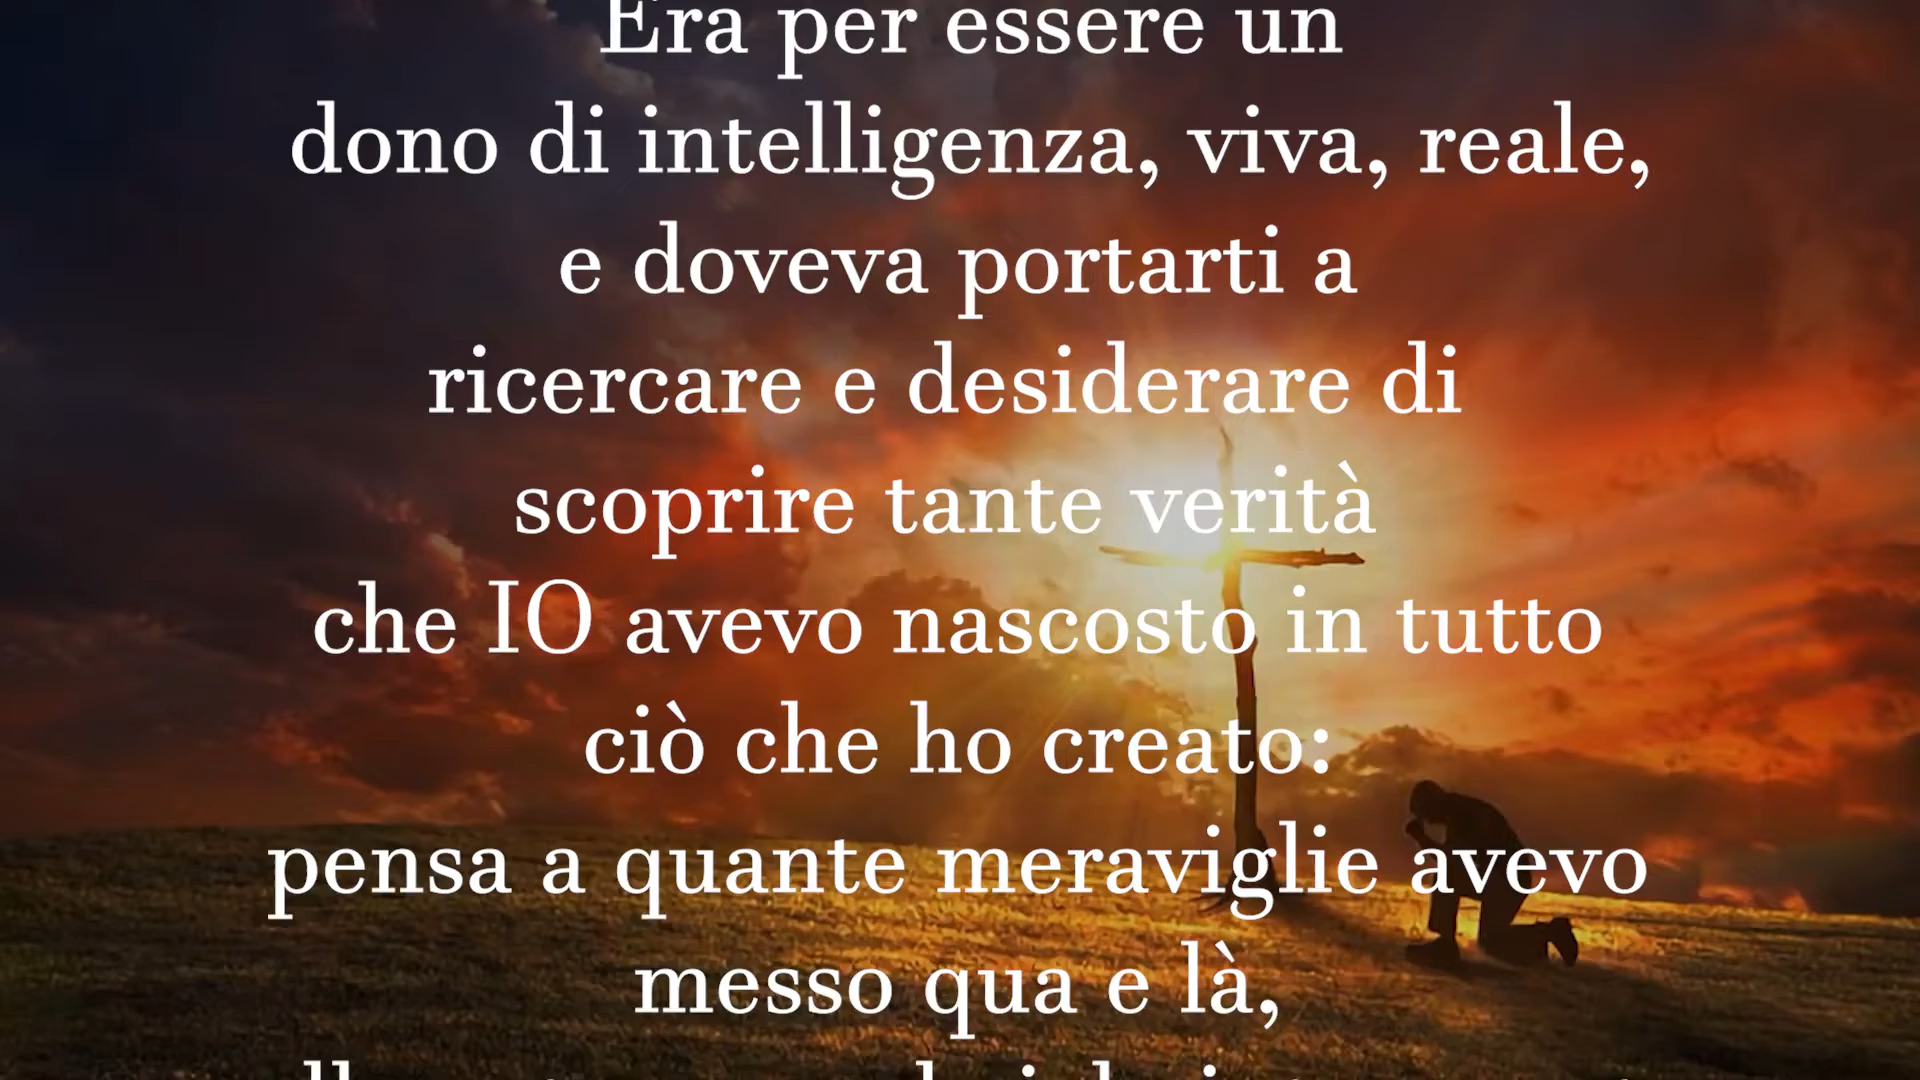 Era per essere un
dono di intelligenza, viva, reale,
e doveva portarti a
ricercare e desiderare di
scoprire tante verità
che IO avevo nascosto in tutto
ciò che ho creato:
pensa a quante meraviglie avevo
messo qua e là,